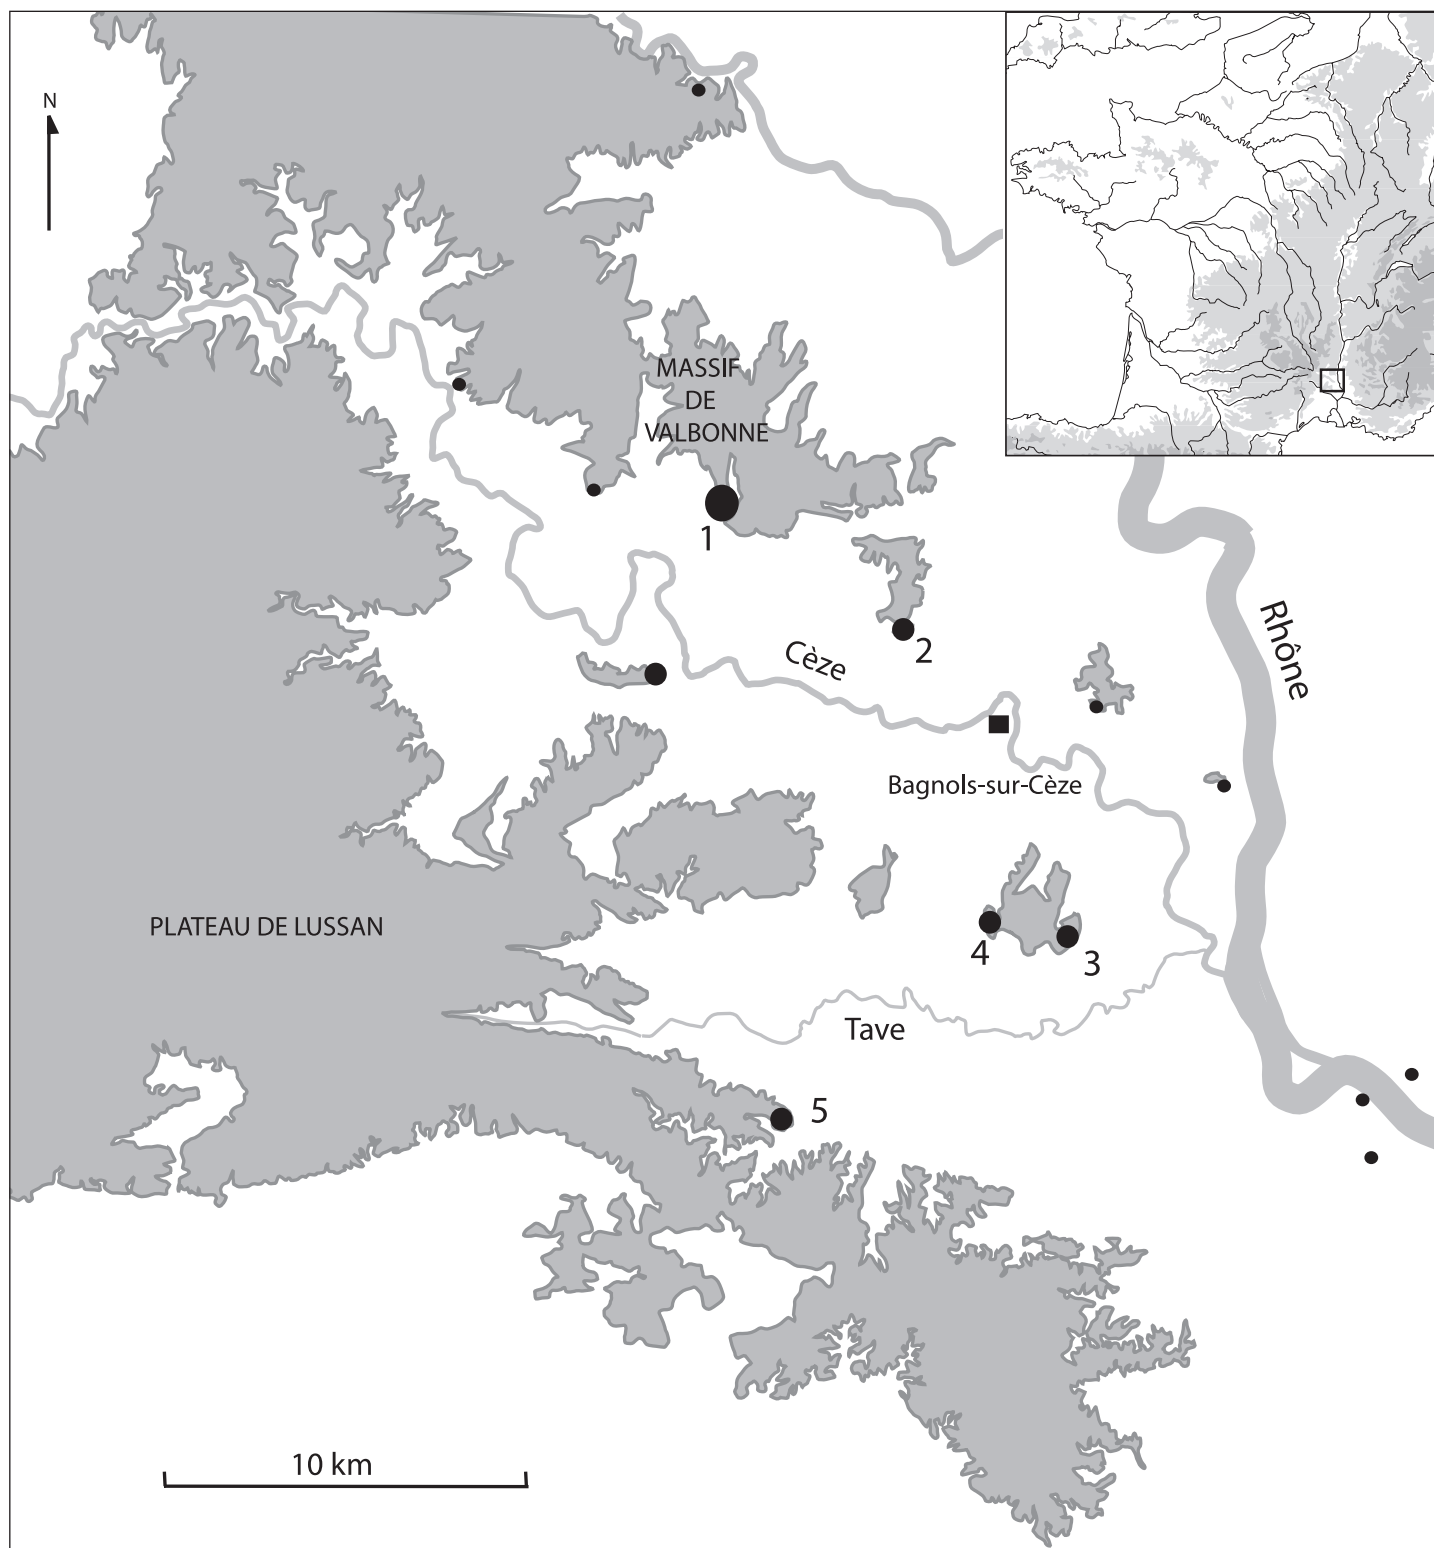 N
MASSIF
DE
VALBONNE
1
2
Cèze
Rhône
Bagnols-sur-Cèze
PLATEAU DE LUSSAN
4
3
Tave
5
10 km